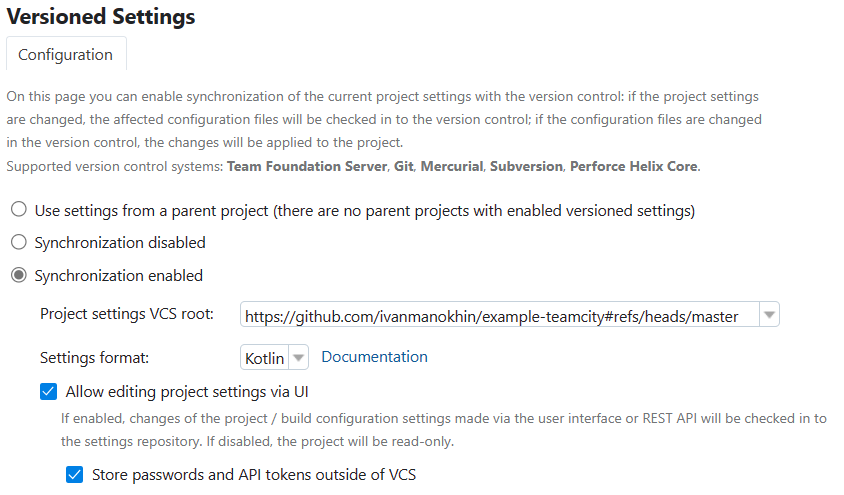 Versioned Settings
Configuration
On this page you can enable synchronization of the current project settings with the version control: if the project settings
are changed, the affected configuration files will be checked in to the version control; if the configuration files are changed
in the version control, the changes will be applied to the project.
Supported version control systems: Team Foundation Server, Git, Mercurial, Subversion, Perforce Helix Core.
Use settings from a parent project (there are no parent projects with enabled versioned settings)
Synchronization disabled
Synchronization enabled
Project settings VCS root: https://github.com/ivanmanokhin/example-teamcity#refs/heads/master
Settings format: Kotlin Documentation
Allow editing project settings via UI
If enabled, changes of the project / build configuration settings made via the user interface or REST API will be checked in to
the settings repository. If disabled, the project will be read-only.
Store passwords and API tokens outside of VCS